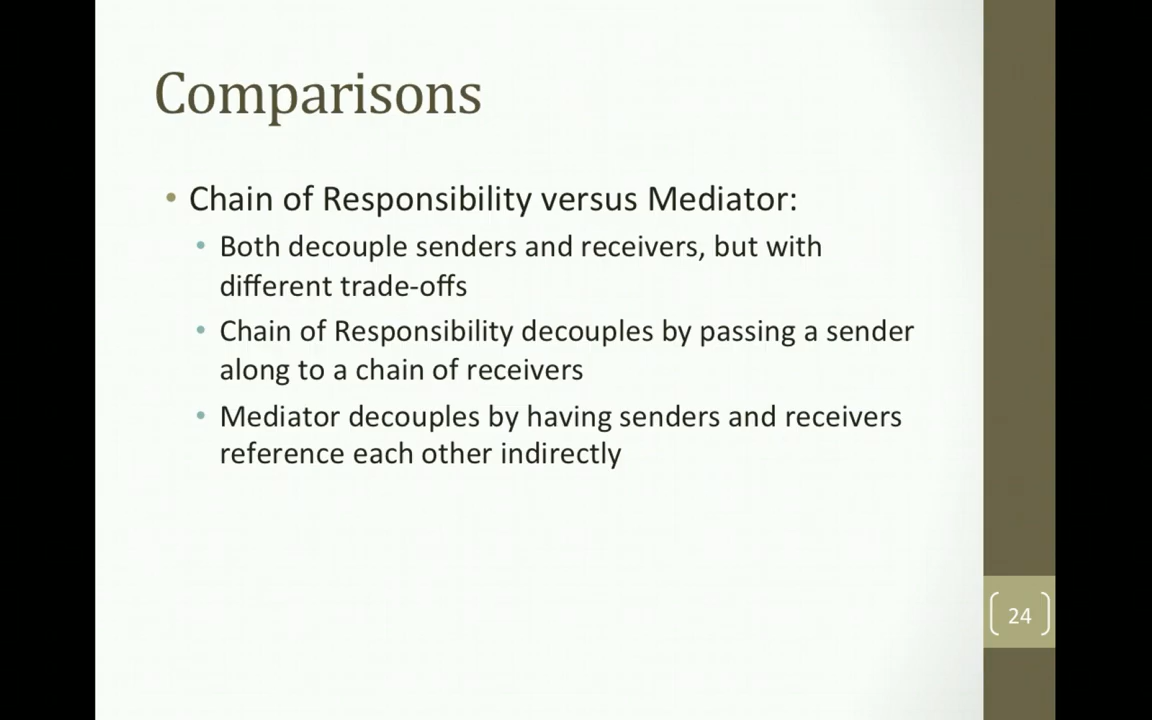 Comparisons
• Chain of Responsibility versus Mediator:
• Both decouple senders and receivers, but with
different trade-offs
• Chain of Responsibility decouples by passing a sender
along to a chain of receivers
• Mediator decouples by having senders and receivers
reference each other indirectly
24